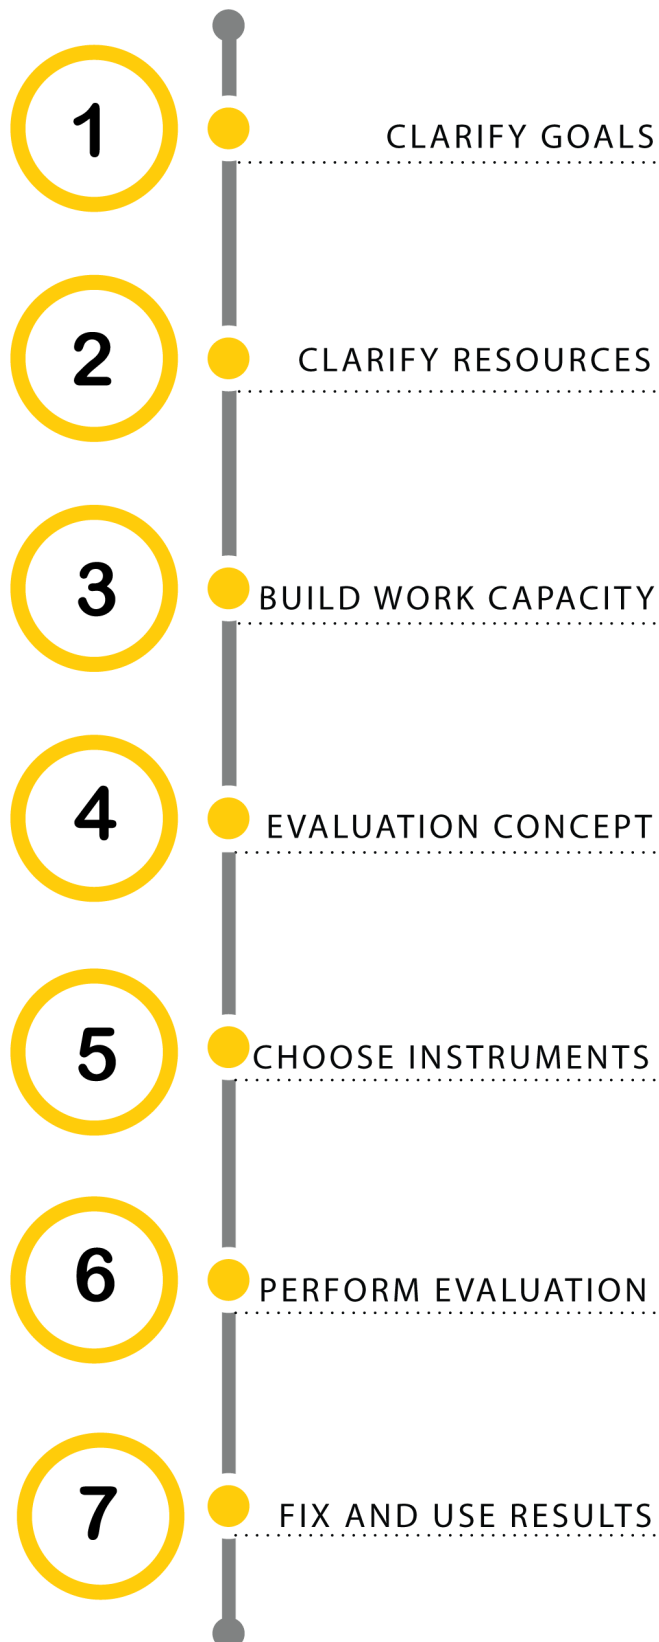 1
CLARIFY GOALS
2
CLARIFY RESOURCES
3
BUILD WORK CAPACITY
4
EVALUATION CONCEPT
5
CHOOSE INSTRUMENTS
6
PERFORM EVALUATION
7
FIX AND USE RESULTS